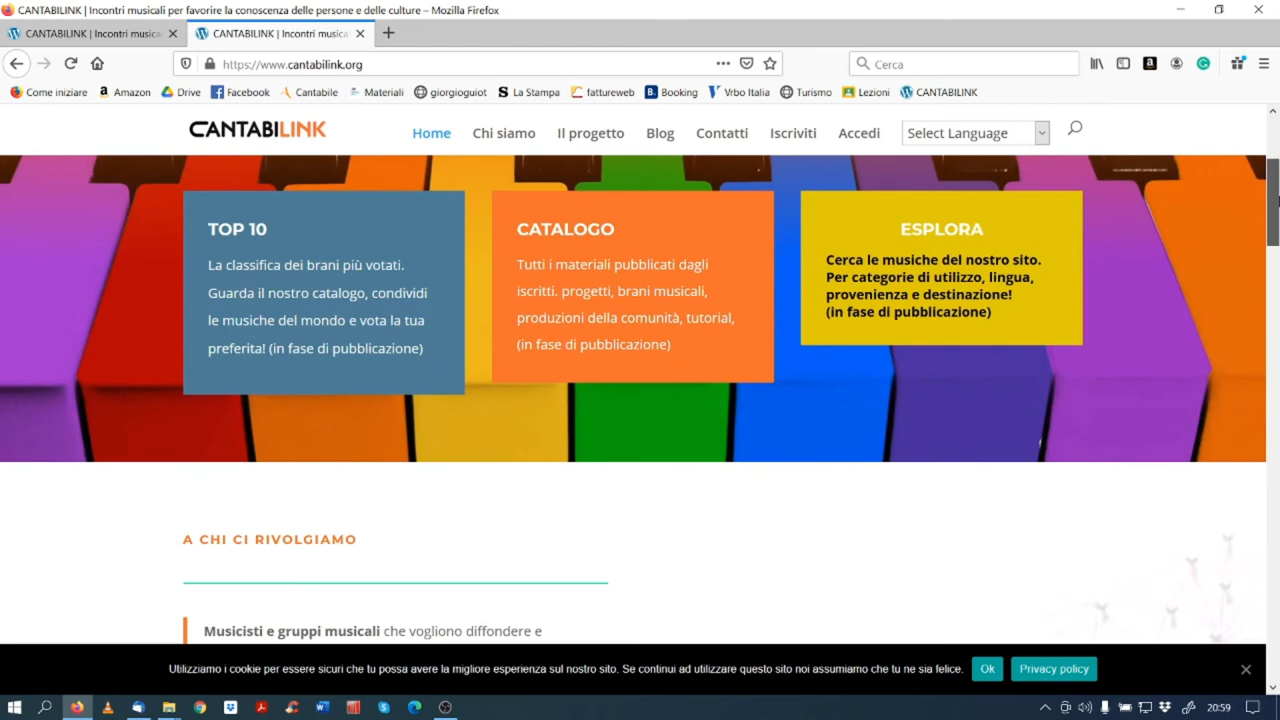 CANTABILINK | Incontri musicali per favorire la conoscenza delle persone e delle culture – Mozilla Firefox
CANTABILINK | Incontri musica
CANTABILINK | Incontri musica
https://www.cantabilink.org
Cerca
Come iniziare
Amazon
Drive
Facebook
Cantabile
Materiali
giorgioguiot
La Stampa
fattureweb
Booking
Vrbo Italia
Turismo
Lezioni
CANTABILINK
CANTABILINK
Home
Chi siamo
Il progetto
Blog
Contatti
Iscriviti
Accedi
Select Language
TOP 10
La classifica dei brani più votati.
Guarda il nostro catalogo, condividi
le musiche del mondo e vota la tua
preferita! (in fase di pubblicazione)
CATALOGO
Tutti i materiali pubblicati dagli
iscritti. progetti, brani musicali,
produzioni della comunità, tutorial,
(in fase di pubblicazione)
ESPLORA
Cerca le musiche del nostro sito.
Per categorie di utilizzo, lingua,
provenienza e destinazione!
(in fase di pubblicazione)
A CHI CI RIVOLGIAMO
Musicisti e gruppi musicali che vogliono diffondere e
Utilizziamo i cookie per essere sicuri che tu possa avere la migliore esperienza sul nostro sito. Se continui ad utilizzare questo sito noi assumiamo che tu ne sia felice.
Ok
Privacy policy
20:59